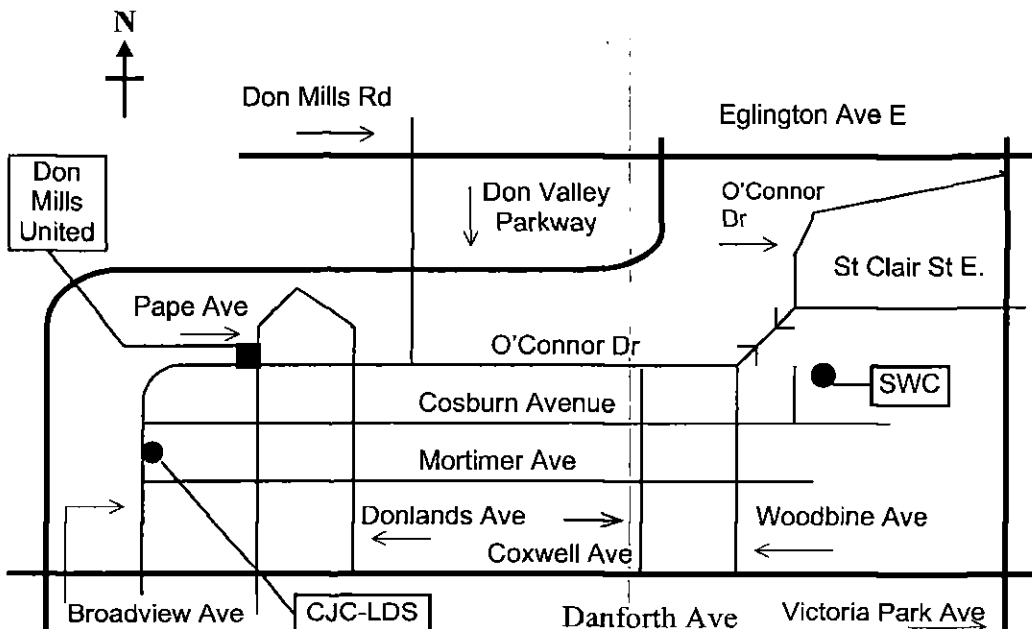 N
Don Mills Rd
Eglington Ave E
Don
Mills
United
Don Valley
Parkway
O'Connor
Dr
St Clair St E.
Pape Ave
O'Connor Dr
SWC
Cosburn Avenue
Mortimer Ave
Donlands Ave
Woodbine Ave
Coxwell Ave
Broadview Ave
CJC-LDS
Danforth Ave
Victoria Park Ave